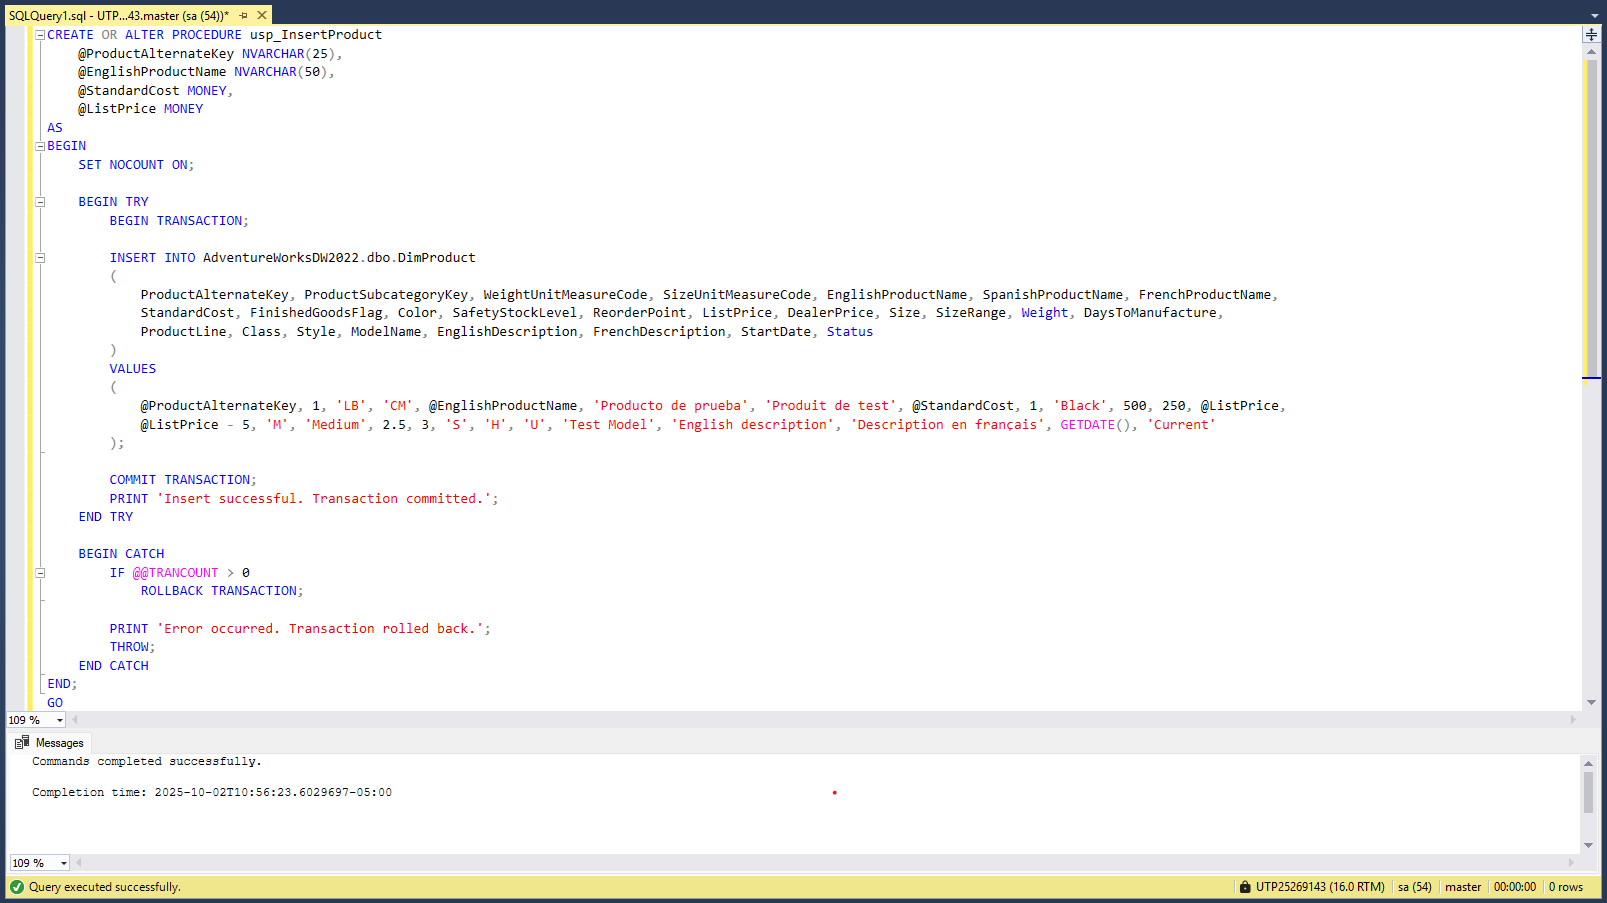 SQLQuery1.sql - UTP...43.master (sa (54))*
CREATE OR ALTER PROCEDURE usp_InsertProduct
    @ProductAlternateKey NVARCHAR(25),
    @EnglishProductName NVARCHAR(50),
    @StandardCost MONEY,
    @ListPrice MONEY
AS
BEGIN
    SET NOCOUNT ON;
    BEGIN TRY
        BEGIN TRANSACTION;
        INSERT INTO AdventureWorksDW2022.dbo.DimProduct
        (
            ProductAlternateKey, ProductSubcategoryKey, WeightUnitMeasureCode, SizeUnitMeasureCode, EnglishProductName, SpanishProductName, FrenchProductName,
            StandardCost, FinishedGoodsFlag, Color, SafetyStockLevel, ReorderPoint, ListPrice, DealerPrice, Size, SizeRange, Weight, DaysToManufacture,
            ProductLine, Class, Style, ModelName, EnglishDescription, FrenchDescription, StartDate, Status
        )
        VALUES
        (
            @ProductAlternateKey, 1, 'LB', 'CM', @EnglishProductName, 'Producto de prueba', 'Produit de test', @StandardCost, 1, 'Black', 500, 250, @ListPrice,
            @ListPrice - 5, 'M', 'Medium', 2.5, 3, 'S', 'H', 'U', 'Test Model', 'English description', 'Description en français', GETDATE(), 'Current'
        );
        COMMIT TRANSACTION;
        PRINT 'Insert successful. Transaction committed.';
    END TRY
    BEGIN CATCH
        IF @@TRANCOUNT > 0
            ROLLBACK TRANSACTION;
        PRINT 'Error occurred. Transaction rolled back.';
        THROW;
    END CATCH
END;
GO
109 %
Messages
Commands completed successfully.
Completion time: 2025-10-02T10:56:23.6029697-05:00
109 %
Query executed successfully.
UTP25269143 (16.0 RTM)
sa (54)
master
00:00:00
0 rows